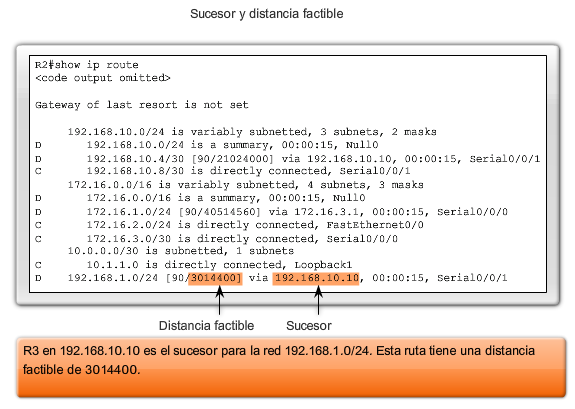 Sucesor y distancia factible
R2#show ip route
<code output omitted>
Gateway of last resort is not set
192.168.10.0/24 is variably subnetted, 3 subnets, 2 masks
D 192.168.10.0/24 is a summary, 00:00:15, Null0
D 192.168.10.4/30 [90/21024000] via 192.168.10.10, 00:00:15, Serial0/0/1
C 192.168.10.8/30 is directly connected, Serial0/0/1
172.16.0.0/16 is variably subnetted, 4 subnets, 3 masks
D 172.16.0.0/16 is a summary, 00:00:15, Null0
D 172.16.1.0/24 [90/40514560] via 172.16.3.1, 00:00:15, Serial0/0/0
C 172.16.2.0/24 is directly connected, FastEthernet0/0
C 172.16.3.0/30 is directly connected, Serial0/0/0
10.0.0.0/30 is subnetted, 1 subnets
C 10.1.1.0 is directly connected, Loopback1
D 192.168.1.0/24 [90/3014400] via 192.168.10.10, 00:00:15, Serial0/0/1
Distancia factible Sucesor
R3 en 192.168.10.10 es el sucesor para la red 192.168.1.0/24. Esta ruta tiene una distancia
factible de 3014400.